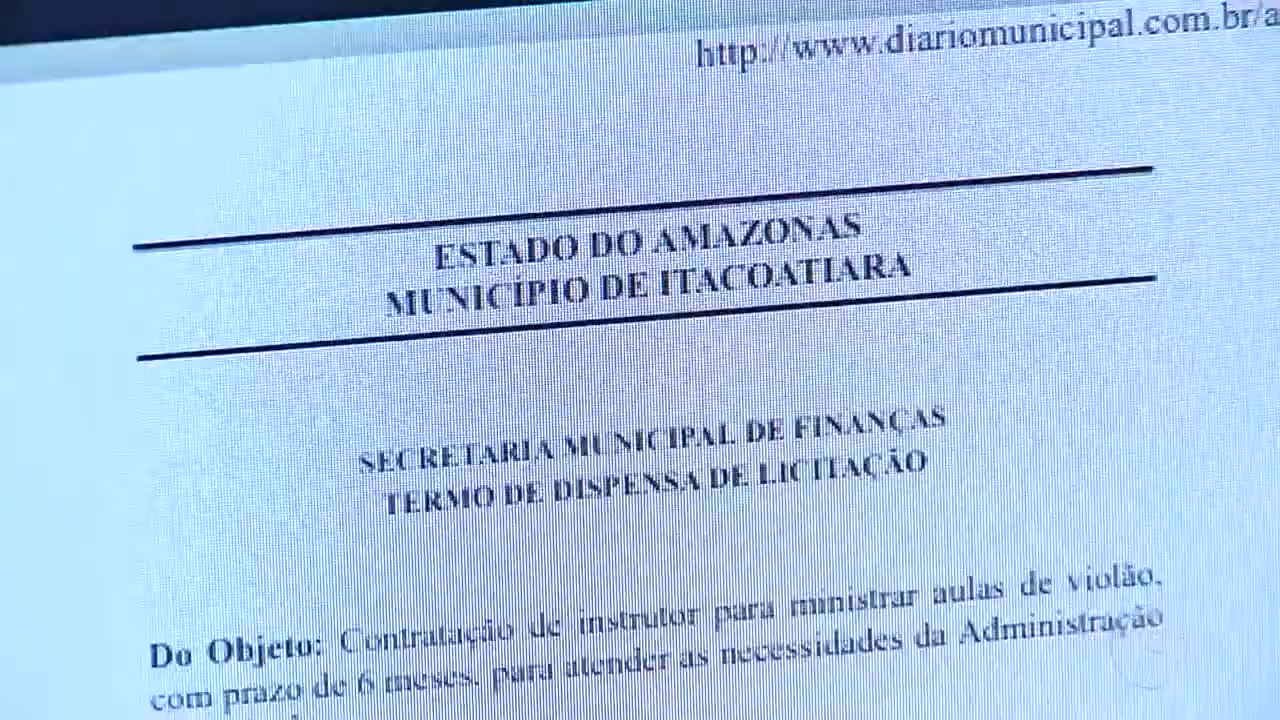 http://www.diariomunicipal.com.br/a
ESTADO DO AMAZONAS
MUNICÍPIO DE ITACOATIARA
SECRETARIA MUNICIPAL DE FINANÇAS
TERMO DE DISPENSA DE LICITAÇÃO
Do Objeto: Contratação de instrutor para ministrar aulas de violão,
com prazo de 6 meses, para atender as necessidades da Administração